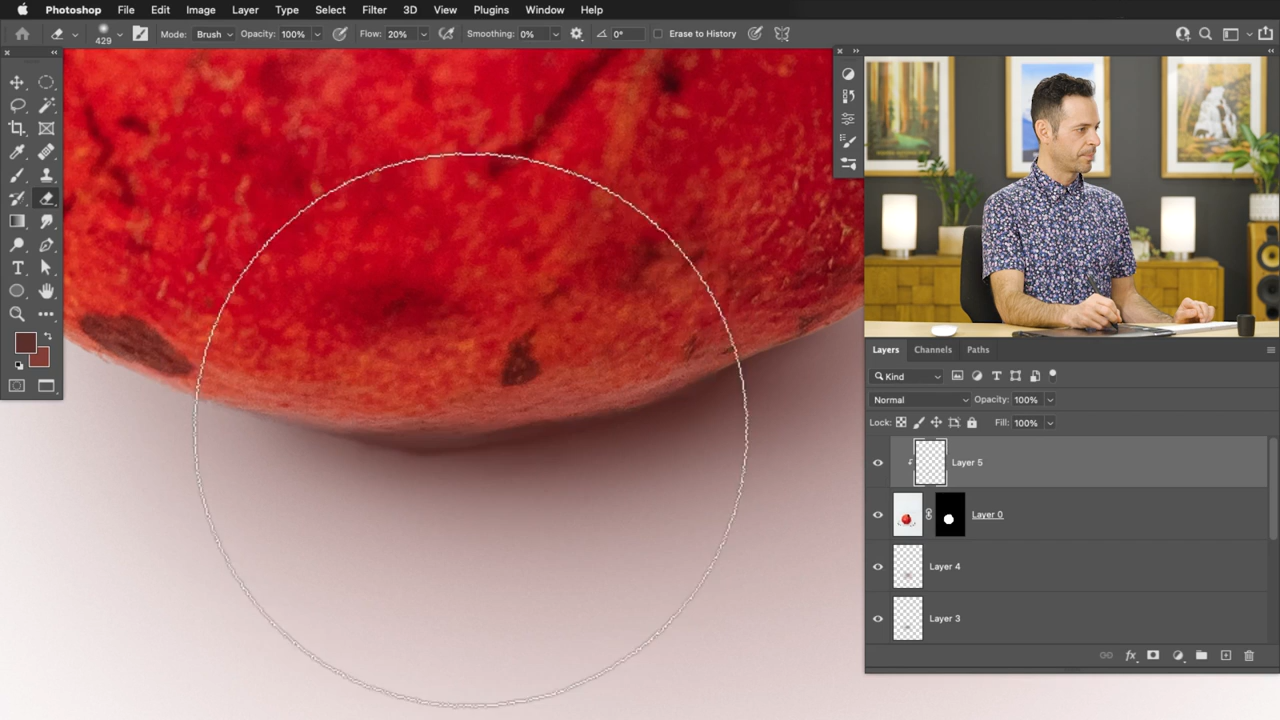 Photoshop File Edit Image Layer Type Select Filter 3D View Plugins Window Help
429 Mode: Brush Opacity: 100% Flow: 20% Smoothing: 0% 0° Erase to History
Layers Channels Paths
Kind
Normal Opacity: 100%
Lock: Fill: 100%
Layer 5
Layer 0
Layer 4
Layer 3